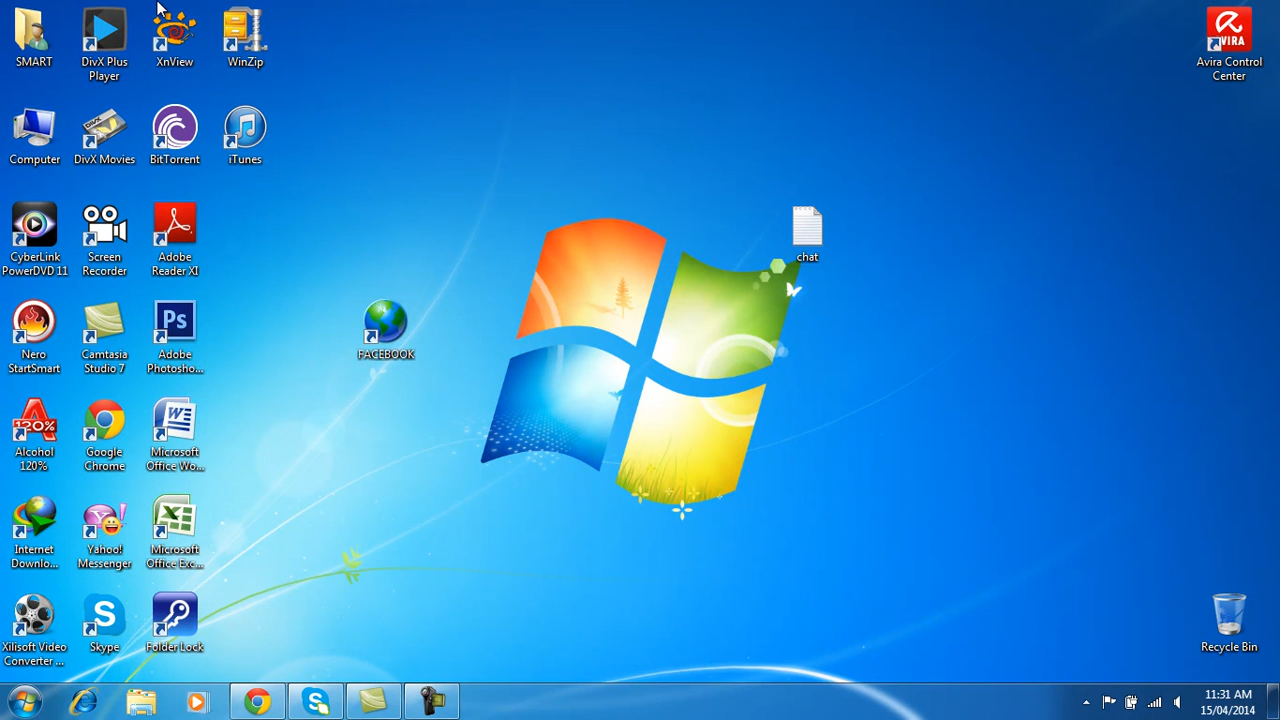 SMART
DivX Plus
Player
XnView
WinZip
AVIRA
Avira Control
Center
Computer
DIVX
DivX Movies
BitTorrent
iTunes
CyberLink
PowerDVD 11
Screen
Recorder
Adobe
Reader XI
chat
Nero
StartSmart
Camtasia
Studio 7
Ps
Adobe
Photosho...
FACEBOOK
120%
Alcohol
120%
Google
Chrome
W
Microsoft
Office Wo...
Internet
Downlo...
Yahoo!
Messenger
X
Microsoft
Office Exc...
Xilisoft Video
Converter ...
S
Skype
Folder Lock
Recycle Bin
S
11:31 AM
15/04/2014